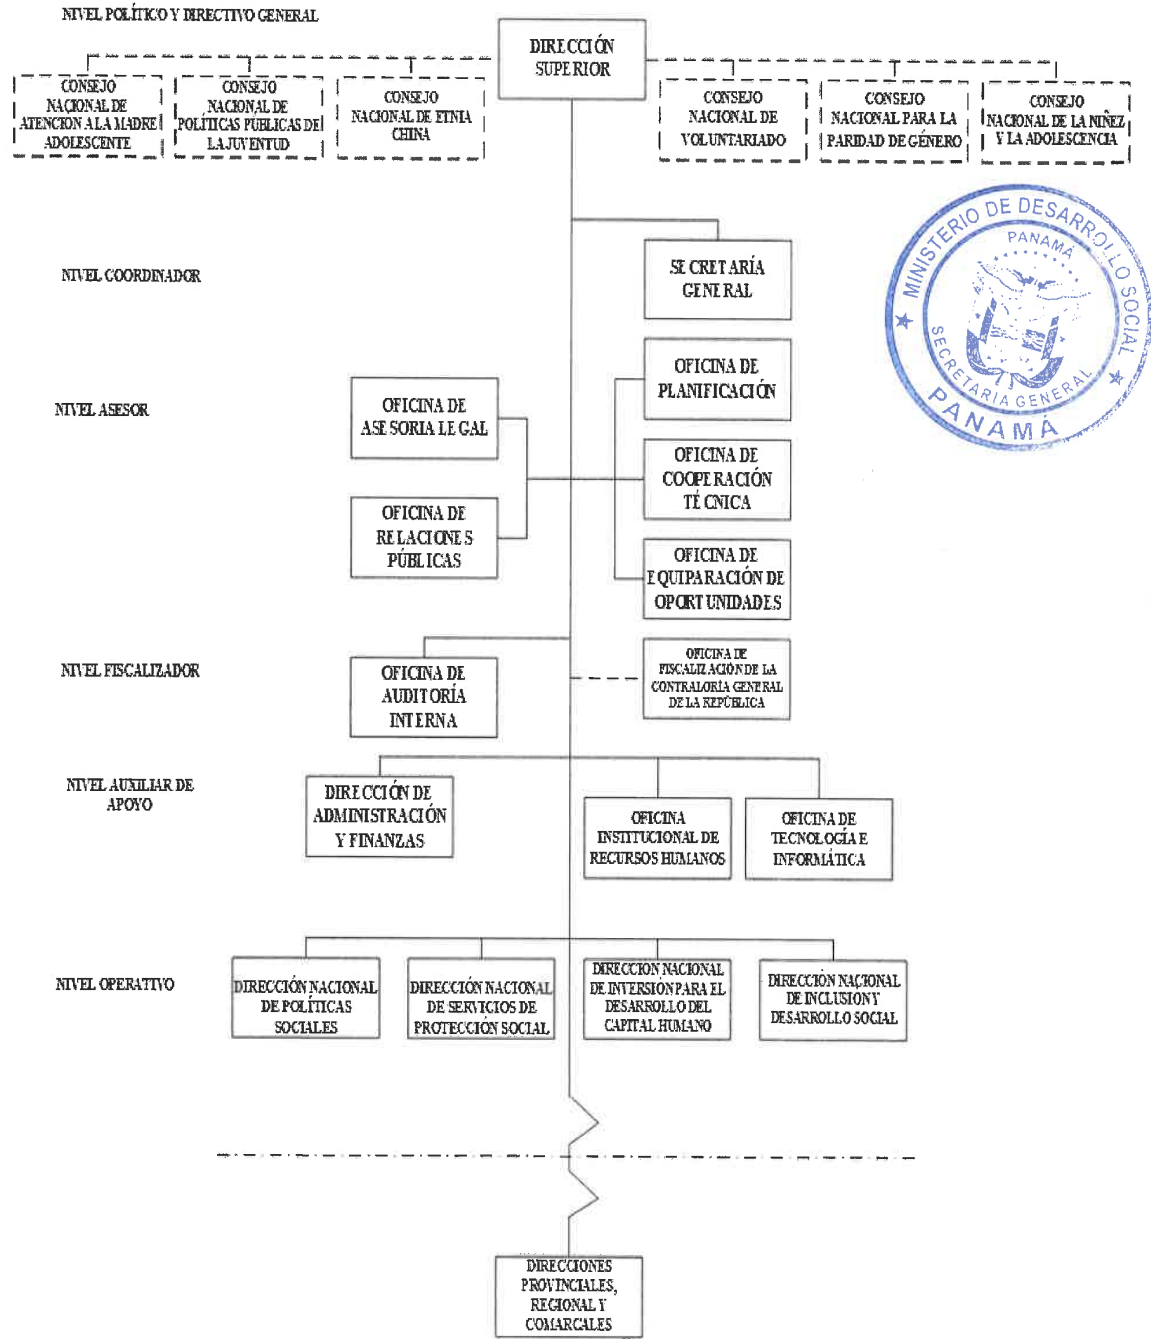 NIVEL POLÍTICO Y DIRECTIVO GENERAL
DIRECCIÓN
SUPERIOR
CONSEJO
NACIONAL DE
ATENCION A LA MADRE
ADOLESCENTE
CONSEJO
NACIONAL DE
POLÍTICAS PUBLICAS DE
LA JUVENTUD
CONSEJO
NACIONAL DE ETNIA
CHINA
CONSEJO
NACIONAL DE
VOLUNTARIADO
CONSEJO
NACIONAL PARA LA
PARIDAD DE GÉNERO
CONSEJO
NACIONAL DE LA NIÑEZ
Y LA ADOLESCENCIA
MINISTERIO DE DESARROLLO SOCIAL
PANAMÁ
SECRETARÍA GENERAL
PANAMÁ
NIVEL COORDINADOR
SECRETARÍA
GENERAL
NIVEL ASESOR
OFICINA DE
ASESORIA LEGAL
OFICINA DE
RELACIONES
PÚBLICAS
OFICINA DE
PLANIFICACIÓN
OFICINA DE
COOPERACIÓN
TÉCNICA
OFICINA DE
EQUIPARACIÓN DE
OPORTUNIDADES
NIVEL FISCALIZADOR
OFICINA DE
AUDITORÍA
INTERNA
OFICINA DE
FISCALIZACIÓN DE LA
CONTRALORÍA GENERAL
DE LA REPÚBLICA
NIVEL AUXILIAR DE
APOYO
DIRECCIÓN DE
ADMINISTRACIÓN
Y FINANZAS
OFICINA
INSTITUCIONAL DE
RECURSOS HUMANOS
OFICINA DE
TECNOLOGÍA E
INFORMÁTICA
NIVEL OPERATIVO
DIRECCIÓN NACIONAL
DE POLÍTICAS
SOCIALES
DIRECCIÓN NACIONAL
DE SERVICIOS DE
PROTECCIÓN SOCIAL
DIRECCION NACIONAL
DE INVERSIÓN PARA EL
DESARROLLO DEL
CAPITAL HUMANO
DIRECCIÓN NACIONAL
DE INCLUSION Y
DESARROLLO SOCIAL
DIRECCIONES
PROVINCIALES,
REGIONAL Y
COMARCALES